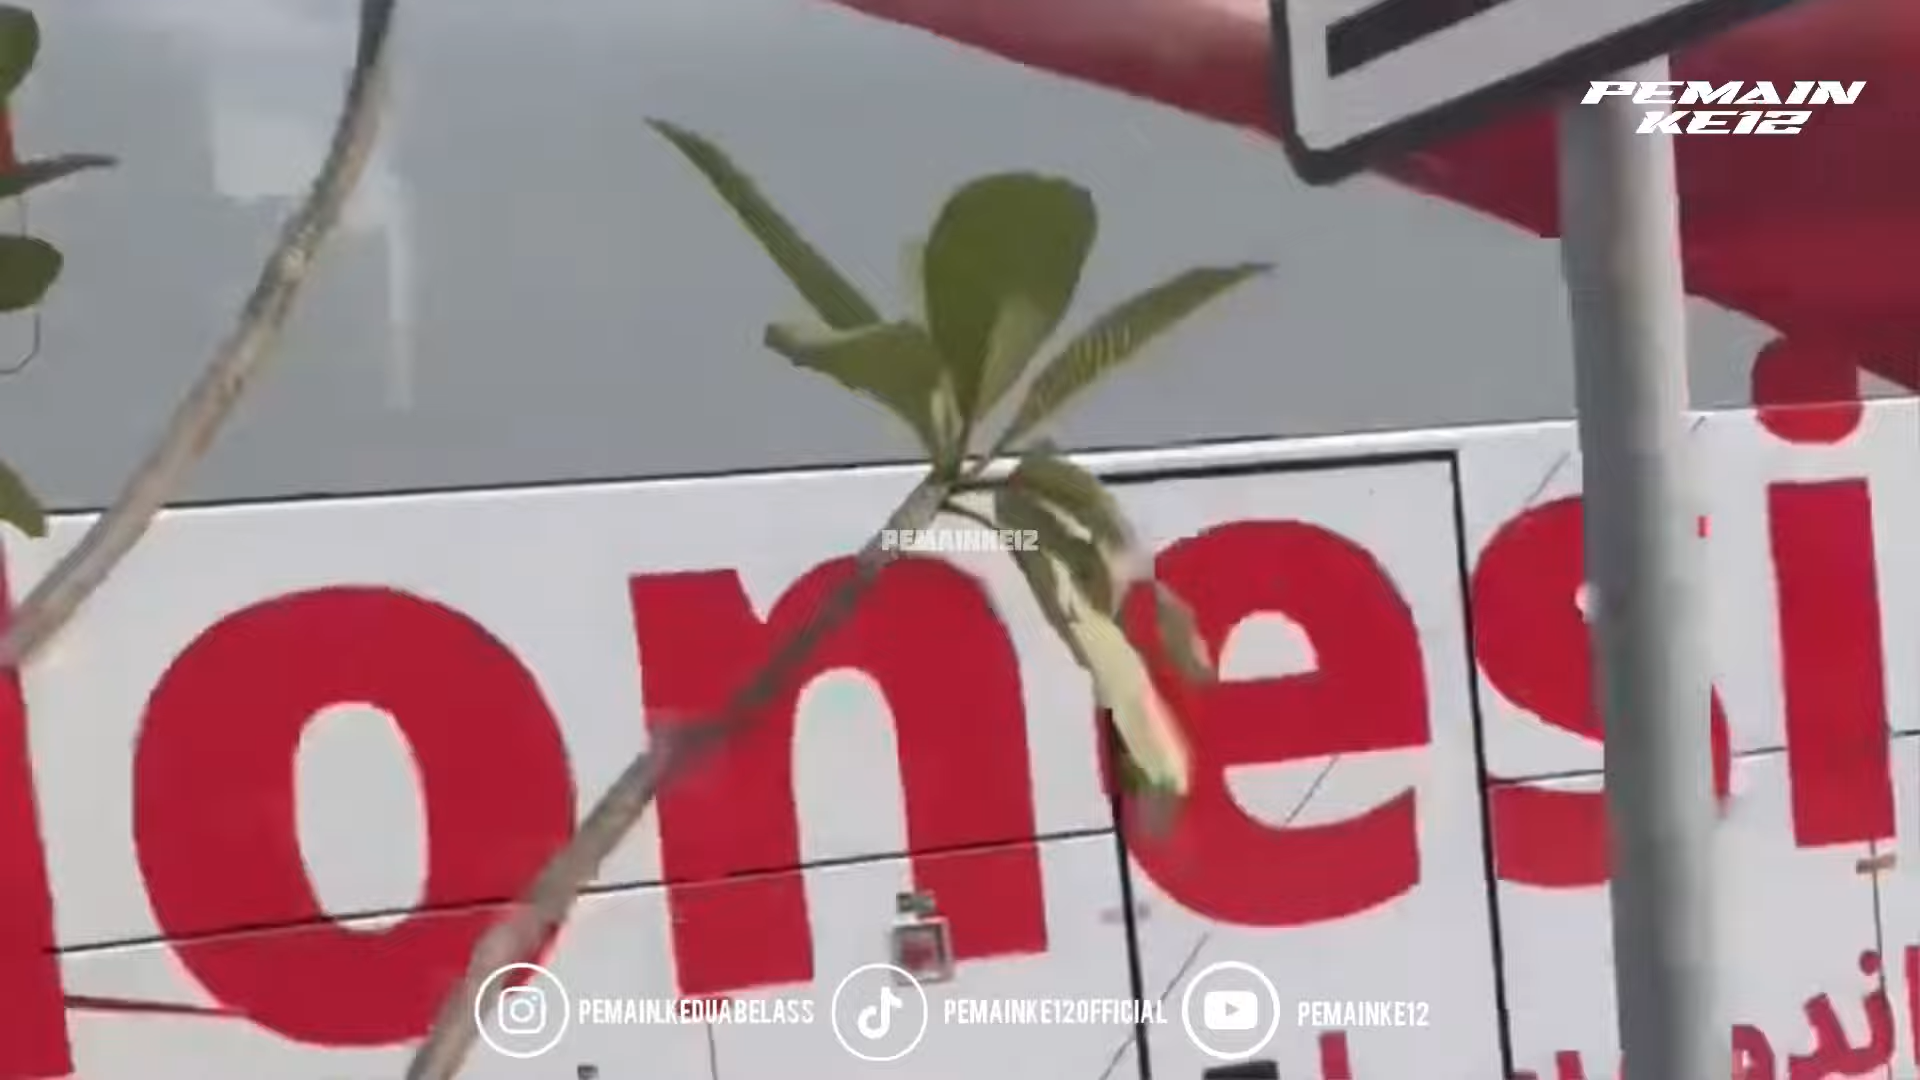 PEMAIN
KE12
PEMAINKE12
onesi
PEMAIN.KEDUABELASS
PEMAINKE12OFFICIAL
PEMAINKE12